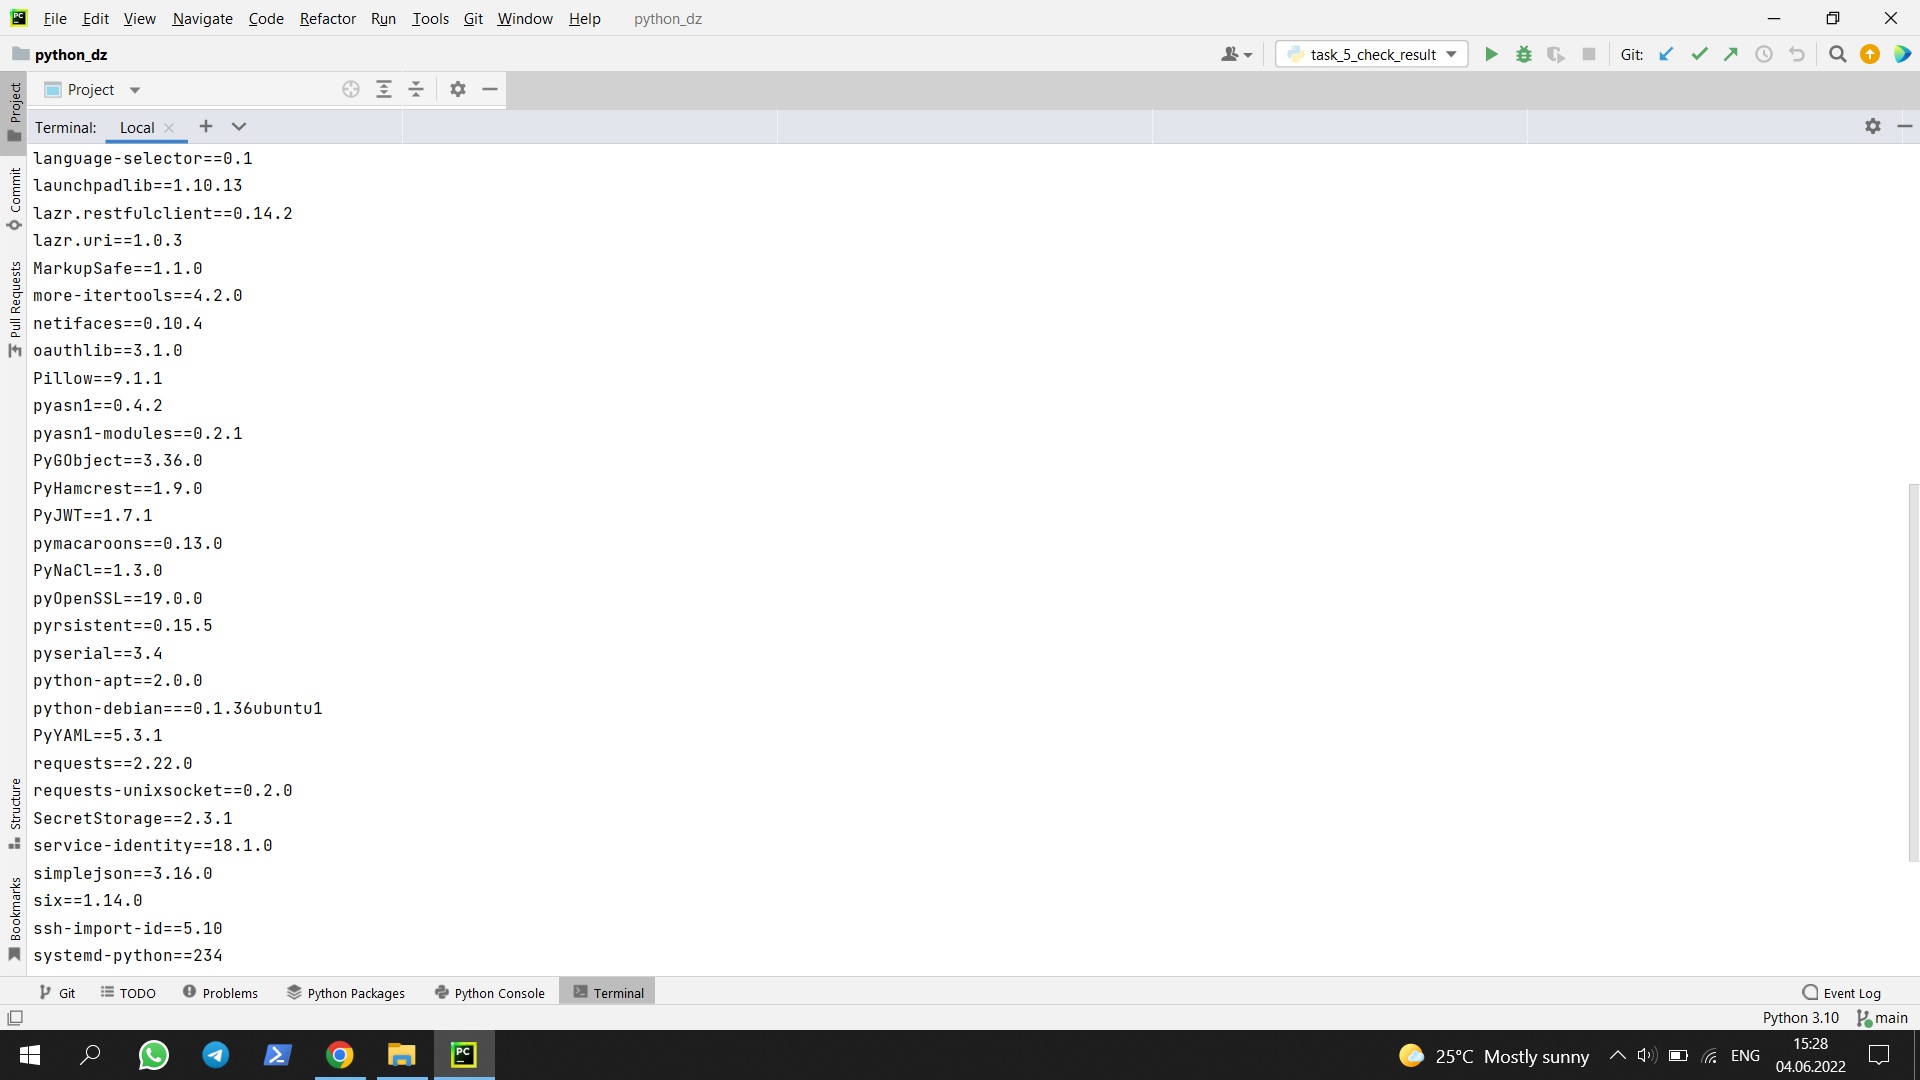 PC File Edit View Navigate Code Refactor Run Tools Git Window Help python_dz
python_dz task_5_check_result Git:
Project
Terminal: Local
language-selector==0.1
launchpadlib==1.10.13
lazr.restfulclient==0.14.2
lazr.uri==1.0.3
MarkupSafe==1.1.0
more-itertools==4.2.0
netifaces==0.10.4
oauthlib==3.1.0
Pillow==9.1.1
pyasn1==0.4.2
pyasn1-modules==0.2.1
PyGObject==3.36.0
PyHamcrest==1.9.0
PyJWT==1.7.1
pymacaroons==0.13.0
PyNaCl==1.3.0
pyOpenSSL==19.0.0
pyrsistent==0.15.5
pyserial==3.4
python-apt==2.0.0
python-debian===0.1.36ubuntu1
PyYAML==5.3.1
requests==2.22.0
requests-unixsocket==0.2.0
SecretStorage==2.3.1
service-identity==18.1.0
simplejson==3.16.0
six==1.14.0
ssh-import-id==5.10
systemd-python==234
Project
Commit
Pull Requests
Structure
Bookmarks
Git TODO Problems Python Packages Python Console Terminal Event Log
Python 3.10 main
PC 25°C Mostly sunny ENG 15:28
04.06.2022